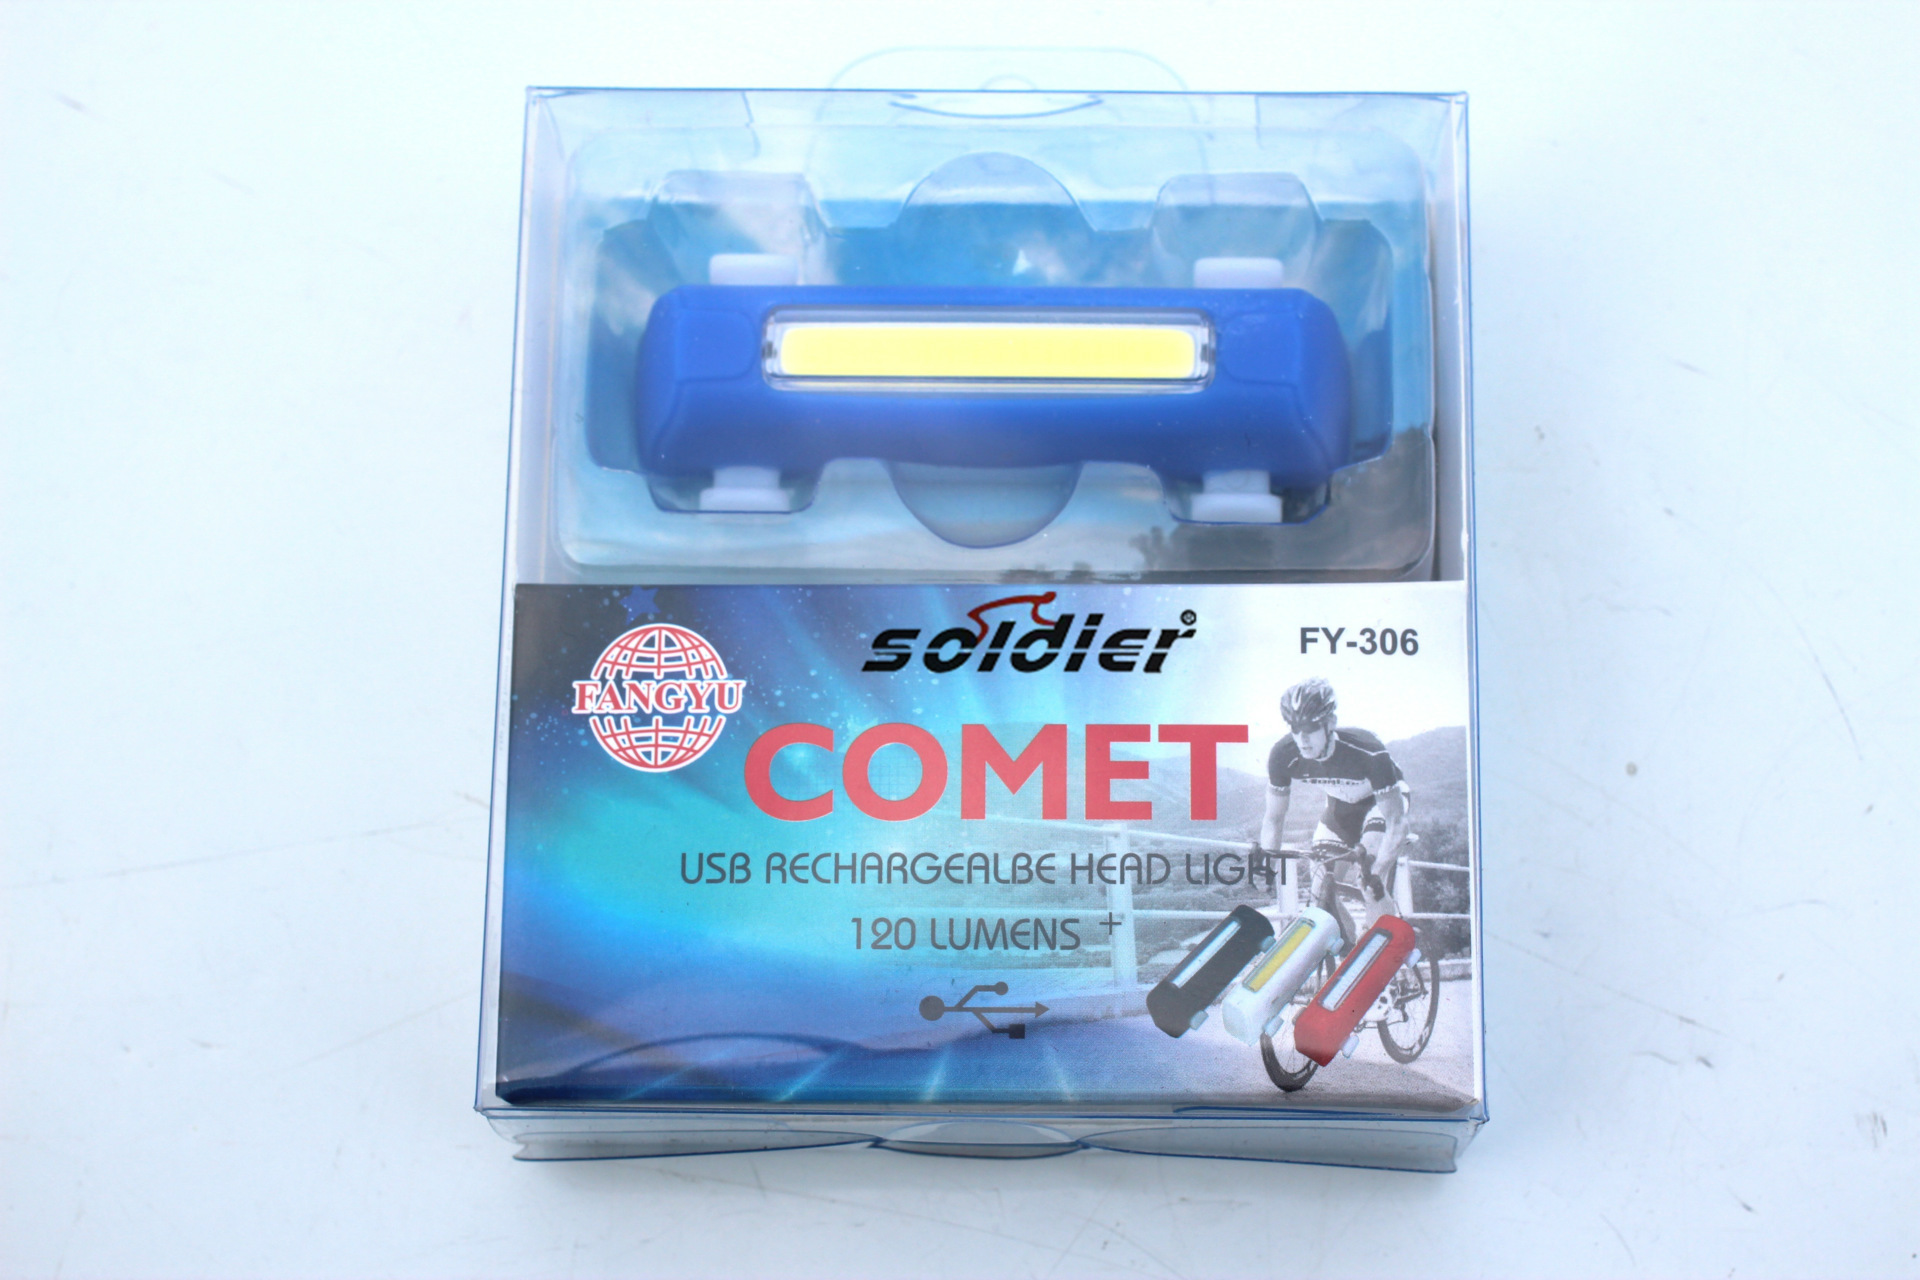 soldier®
FY-306
FANGYU
COMET
USB RECHARGEALBE HEAD LIGHT
120 LUMENS +